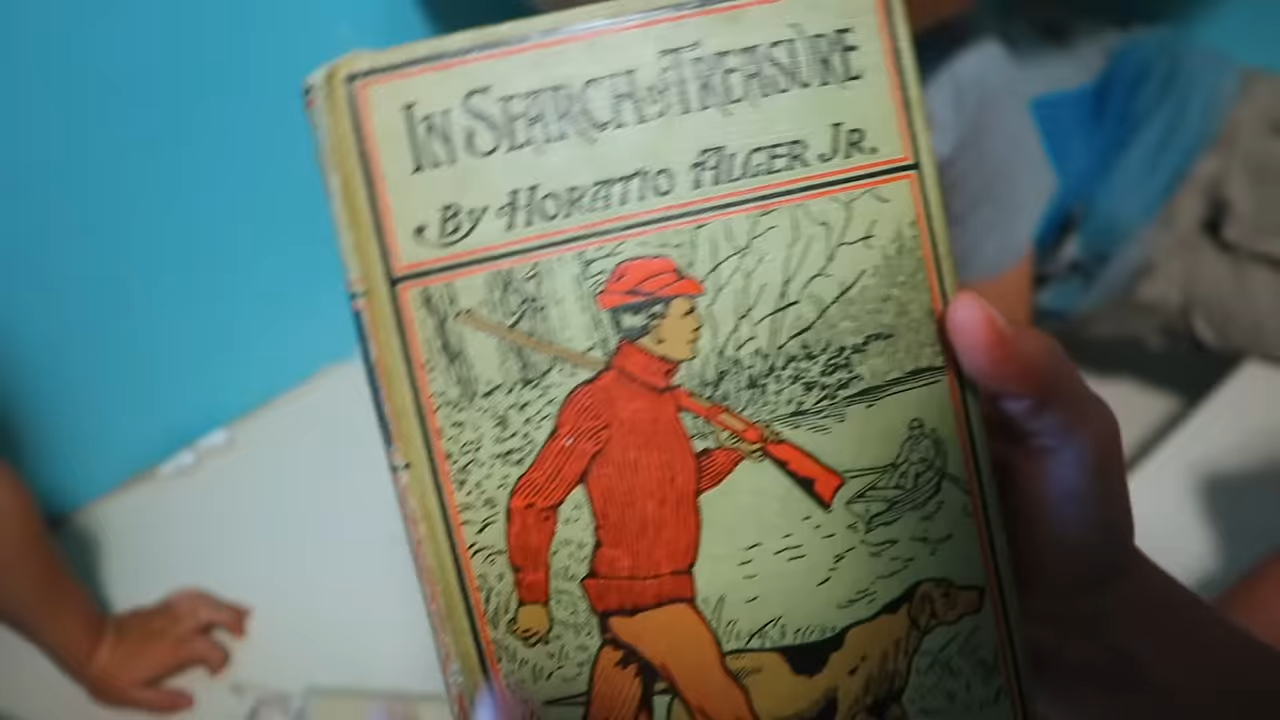 IN SEARCH OF TREASURE
• BY HORATIO ALGER JR.